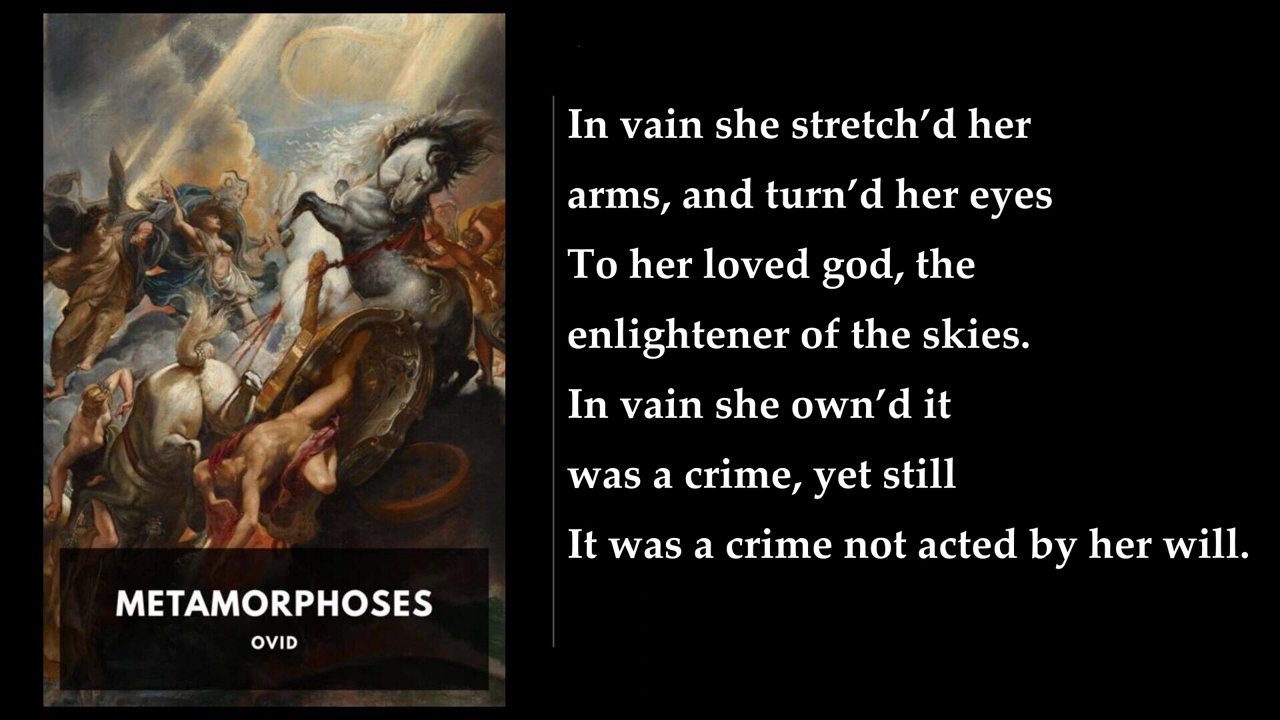 METAMORPHOSES
OVID
In vain she stretch’d her
arms, and turn’d her eyes
To her loved god, the
enlightener of the skies.
In vain she own’d it
was a crime, yet still
It was a crime not acted by her will.